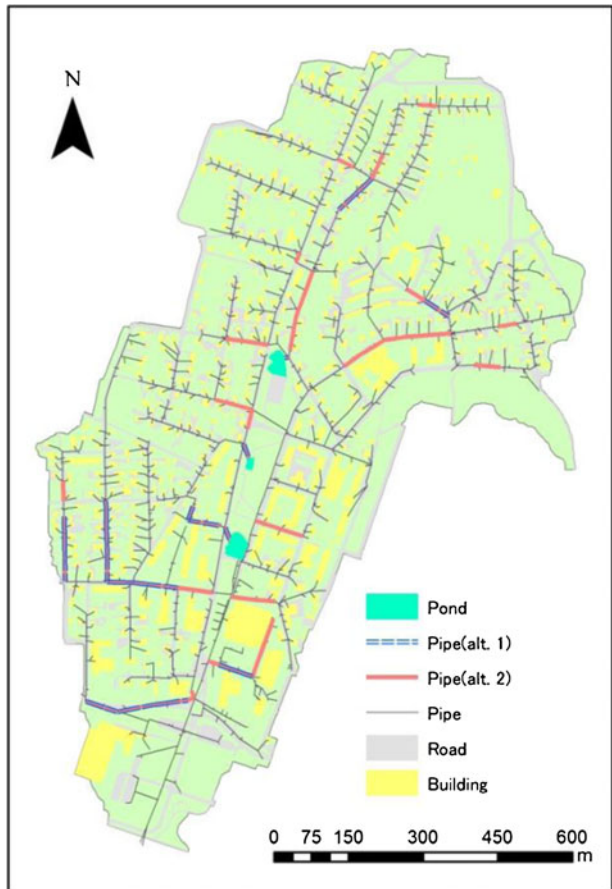 N
Pond
Pipe(alt. 1)
Pipe(alt. 2)
Pipe
Road
Building
0 75 150 300 450 600
m